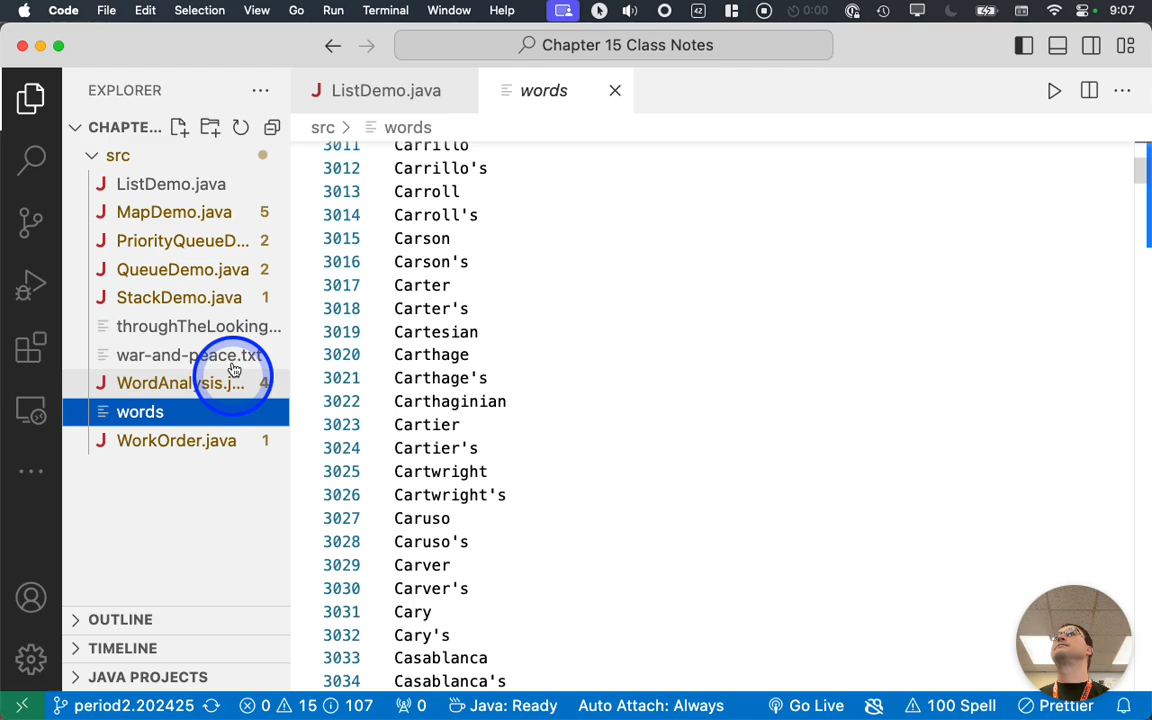 Code File Edit Selection View Go Run Terminal Window Help 42 0:00 9:07
Chapter 15 Class Notes
EXPLORER
ListDemo.java
words
CHAPTE...
src > words
src
ListDemo.java
MapDemo.java 5
PriorityQueueD... 2
QueueDemo.java 2
StackDemo.java 1
throughTheLooking...
war-and-peace.txt
WordAnalysis.j... 4
words
WorkOrder.java 1
OUTLINE
TIMELINE
JAVA PROJECTS
3011 Carrillo
3012 Carrillo's
3013 Carroll
3014 Carroll's
3015 Carson
3016 Carson's
3017 Carter
3018 Carter's
3019 Cartesian
3020 Carthage
3021 Carthage's
3022 Carthaginian
3023 Cartier
3024 Cartier's
3025 Cartwright
3026 Cartwright's
3027 Caruso
3028 Caruso's
3029 Carver
3030 Carver's
3031 Cary
3032 Cary's
3033 Casablanca
3034 Casablanca's
period2.202425 0 15 107 0 Java: Ready Auto Attach: Always Go Live 100 Spell Prettier